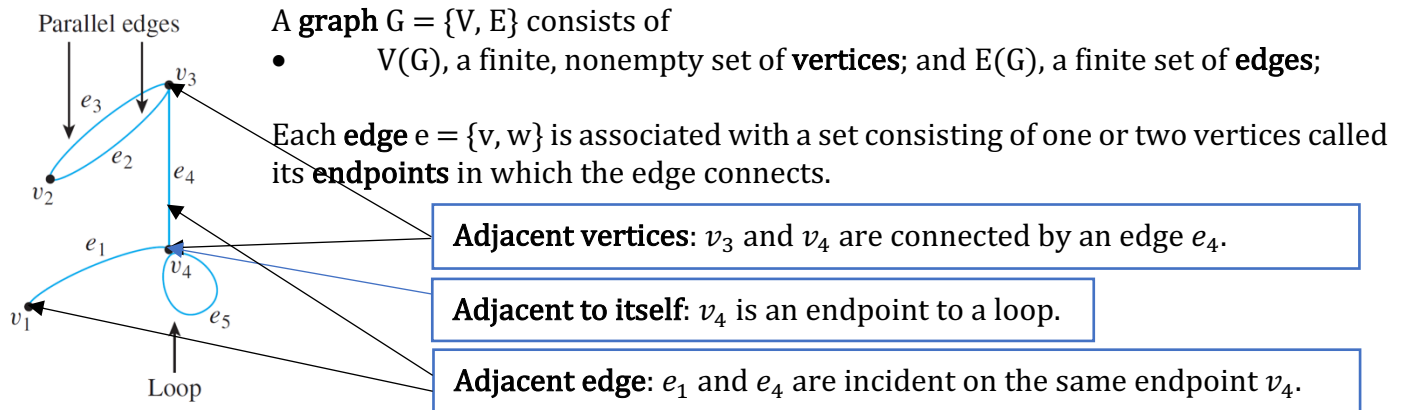 Parallel edges
A graph G = {V, E} consists of
• V(G), a finite, nonempty set of vertices; and E(G), a finite set of edges;
v₃
e₃
e₂
v₂
e₄
Each edge e = {v, w} is associated with a set consisting of one or two vertices called
its endpoints in which the edge connects.
e₁
v₄
v₁
e₅
Loop
Adjacent vertices: v₃ and v₄ are connected by an edge e₄.
Adjacent to itself: v₄ is an endpoint to a loop.
Adjacent edge: e₁ and e₄ are incident on the same endpoint v₄.